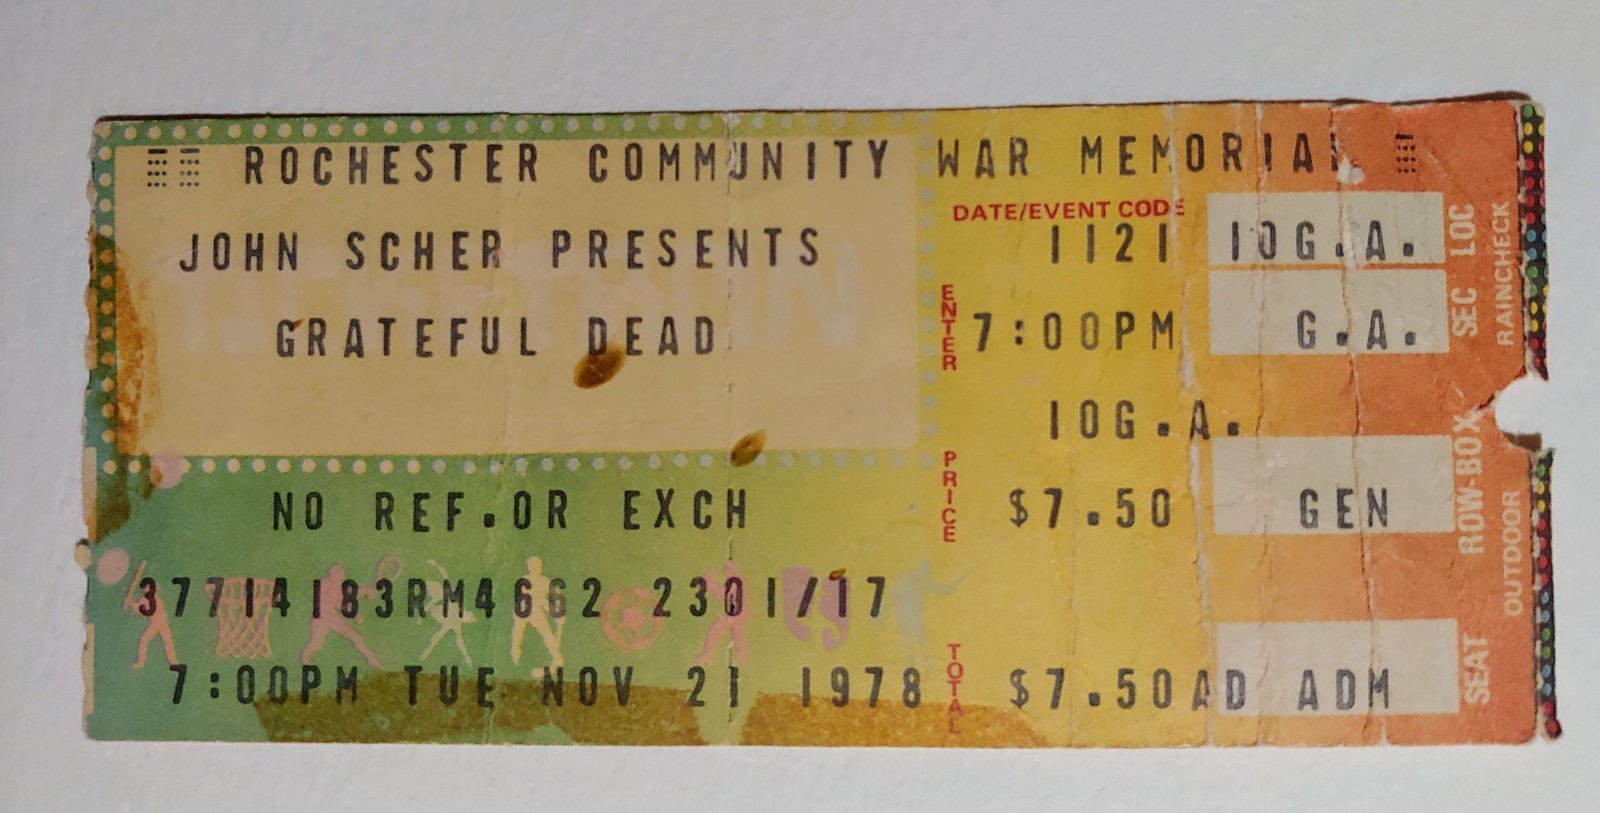 ROCHESTER COMMUNITY WAR MEMORIAL
JOHN SCHER PRESENTS
GRATEFUL DEAD
NO REF.OR EXCH
37714183RM4662 2301/17
7:00PM TUE NOV 21 1978
DATE/EVENT CODE
1121
ENTER
7:00PM
10G.A.
PRICE
$7.50
TOTAL
$7.50AD
10G.A.
G.A.
GEN
ADM
SEC LOC
ROW-BOX
SEAT
RAINCHECK
OUTDOOR